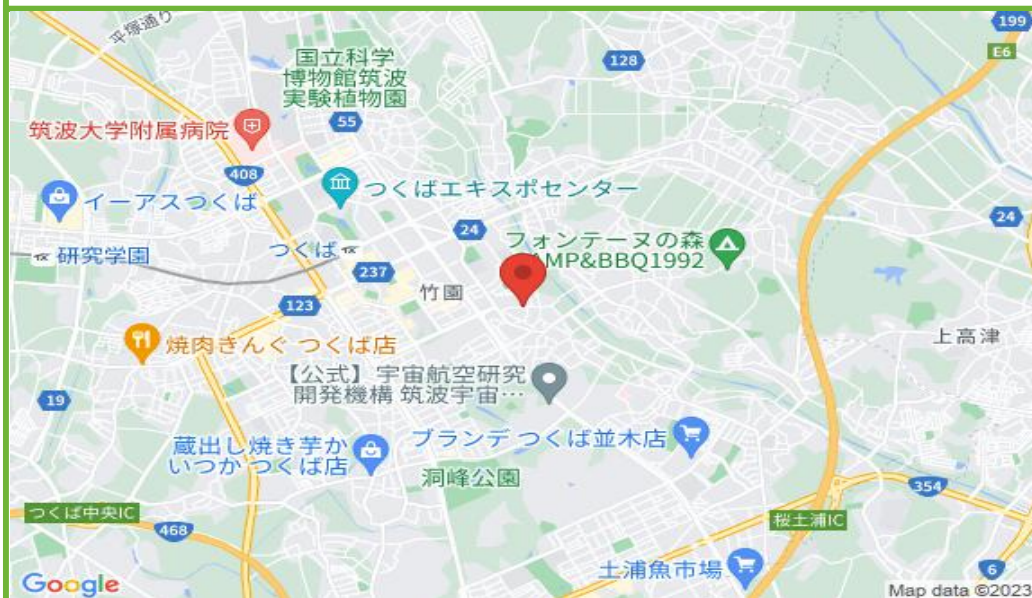 平塚通り
199
E6
国立科学
博物館筑波
実験植物園
128
筑波大学附属病院
55
408
つくばエキスポセンター
イーアスつくば
24
24
つくば
フォンテーヌの森
AMP&BBQ1992
研究学園
237
竹園
123
上高津
焼肉きんぐ つくば店
【公式】宇宙航空研究
開発機構 筑波宇宙…
19
蔵出し焼き芋か
いつか つくば店
ブランデ つくば並木店
洞峰公園
354
つくば中央IC
468
桜土浦IC
土浦魚市場
6
Google
Map data ©2023